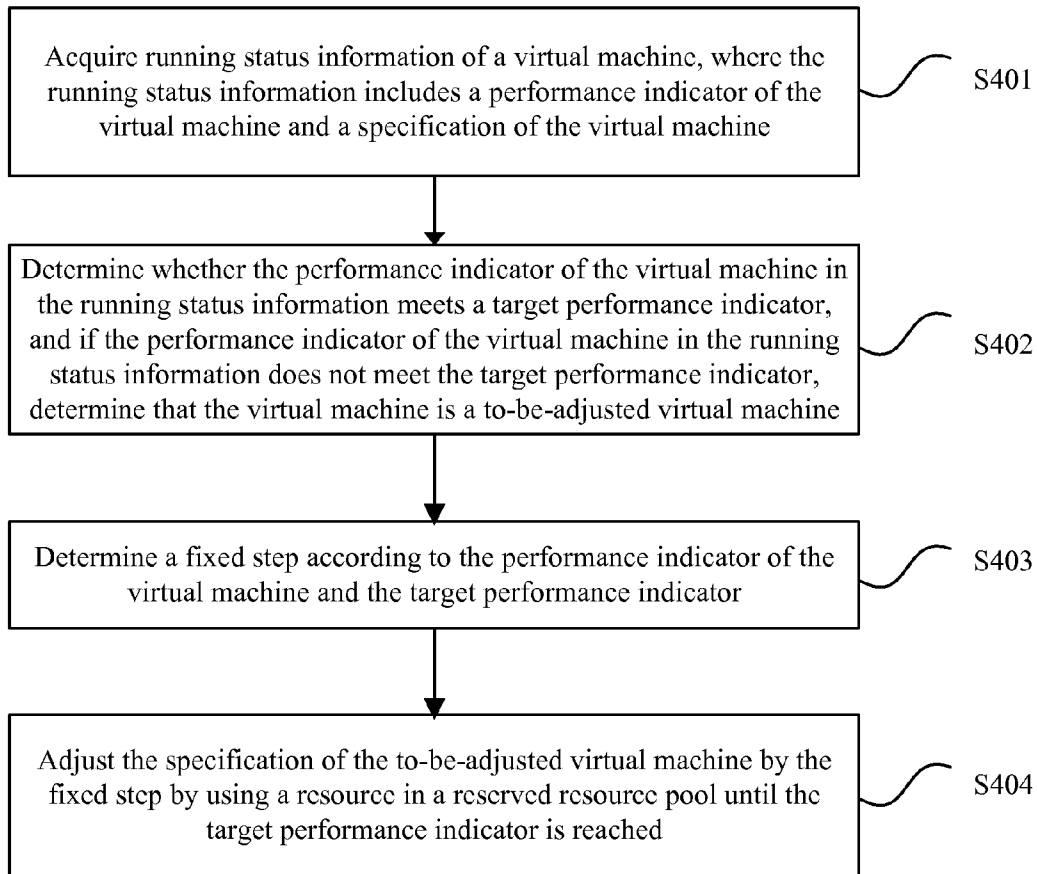 Acquire running status information of a virtual machine, where the
running status information includes a performance indicator of the
virtual machine and a specification of the virtual machine
S401
Determine whether the performance indicator of the virtual machine in
the running status information meets a target performance indicator,
and if the performance indicator of the virtual machine in the running
status information does not meet the target performance indicator,
determine that the virtual machine is a to-be-adjusted virtual machine
S402
Determine a fixed step according to the performance indicator of the
virtual machine and the target performance indicator
S403
Adjust the specification of the to-be-adjusted virtual machine by the
fixed step by using a resource in a reserved resource pool until the
target performance indicator is reached
S404